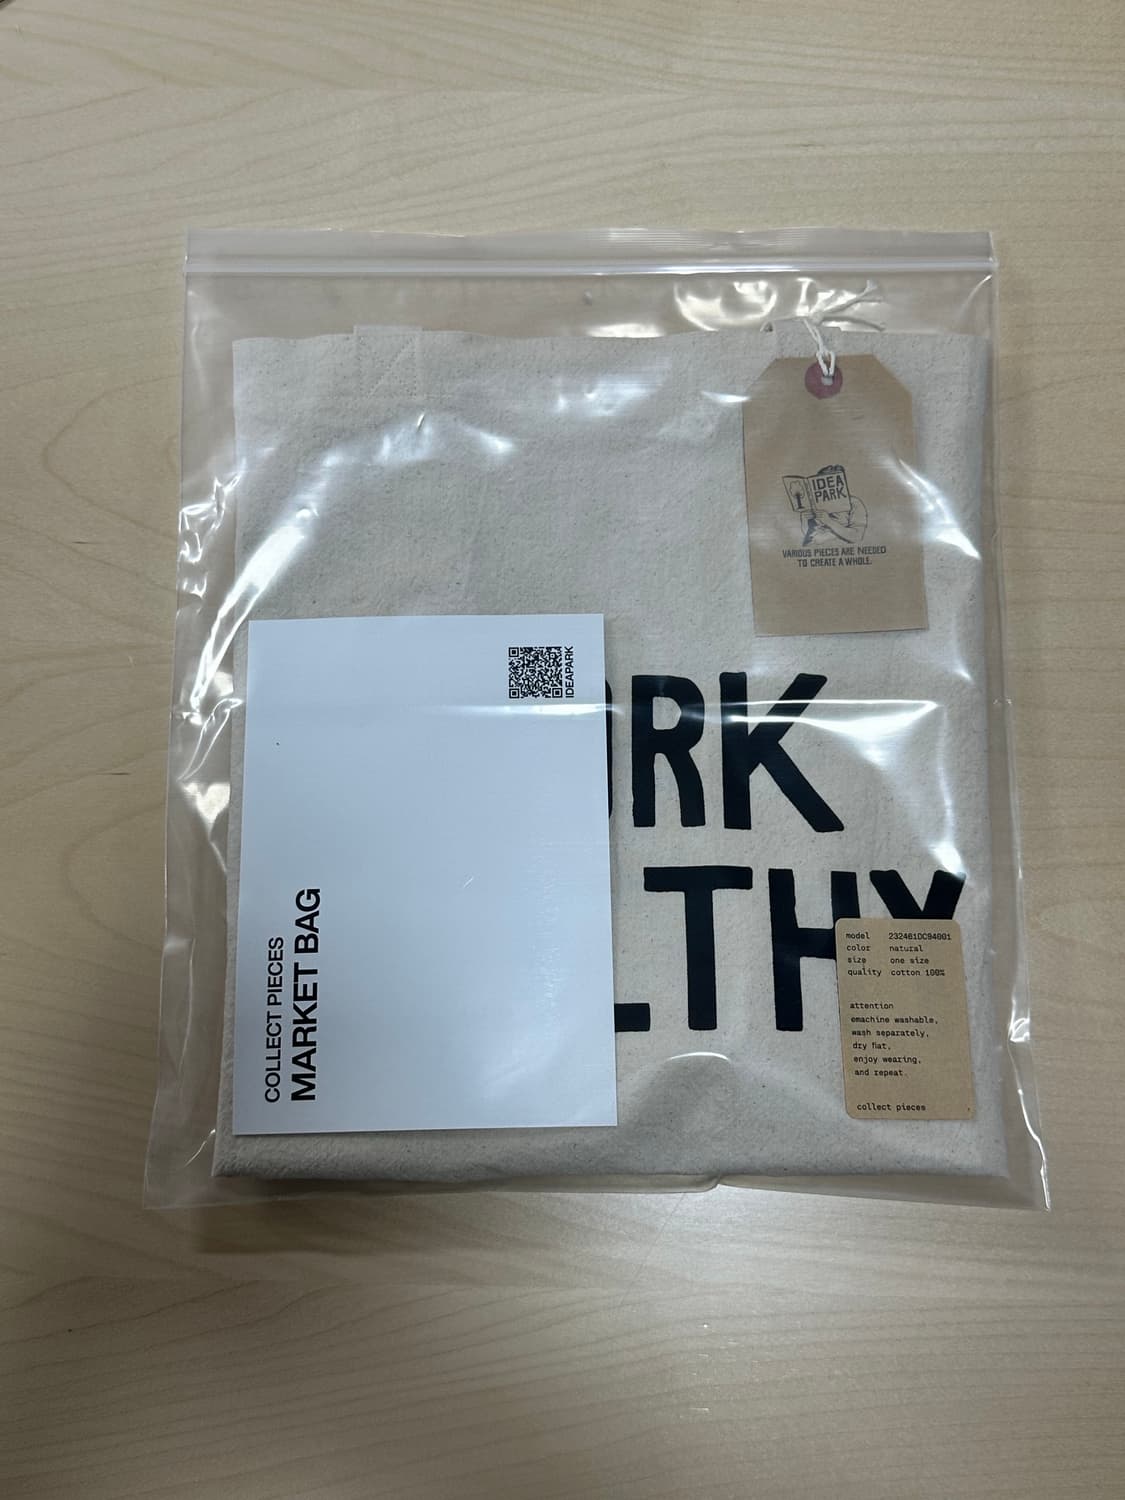 IDEA
PARK
VARIOUS PIECES ARE NEEDED
TO CREATE A WHOLE.
IDEAPARK
COLLECT PIECES
MARKET BAG
ORK
LTHY
model 232461DC94001
color natural
size one size
quality cotton 100%
attention
emachine washable,
wash separately,
dry flat,
enjoy wearing,
and repeat.
collect pieces